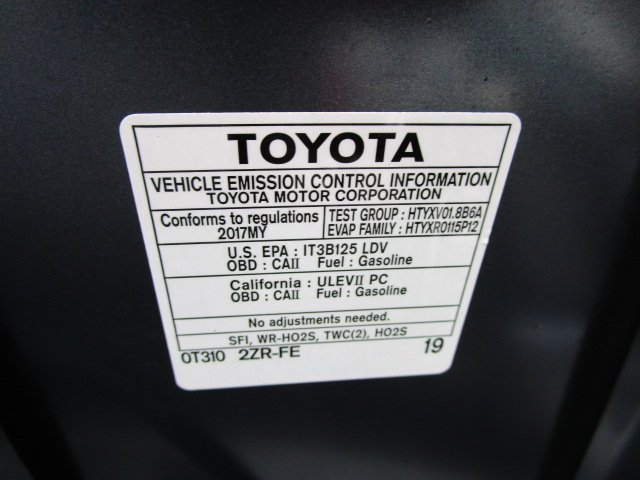 TOYOTA
VEHICLE EMISSION CONTROL INFORMATION
TOYOTA MOTOR CORPORATION
Conforms to regulations
2017MY
TEST GROUP : HTYXV01.8B6A
EVAP FAMILY : HTYXR0115P12
U.S. EPA : IT3B125 LDV
OBD : CAII Fuel : Gasoline
California : ULEVII PC
OBD : CAII Fuel : Gasoline
No adjustments needed.
SFI, WR-HO2S, TWC(2), HO2S
0T310 2ZR-FE 19